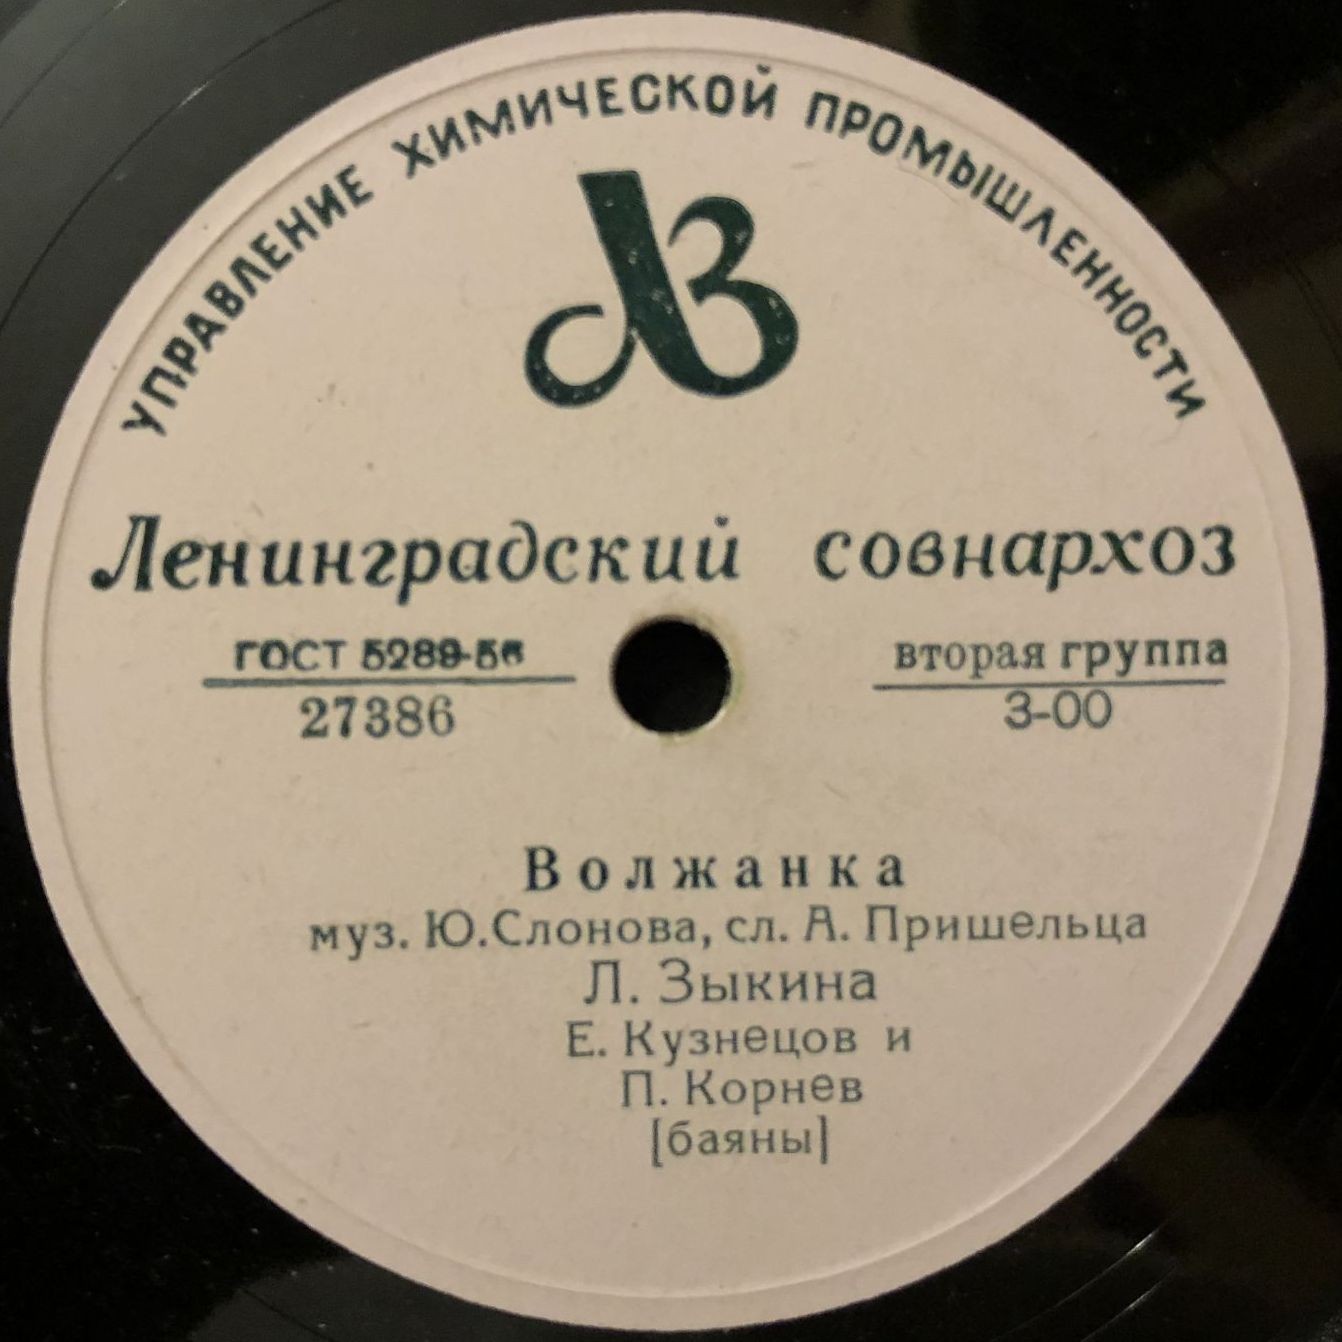 УПРАВЛЕНИЕ ХИМИЧЕСКОЙ ПРОМЫШЛЕННОСТИ
ЛЗ
Ленинградский совнархоз
ГОСТ 5289-56 вторая группа
27386 3-00
Волжанка
муз. Ю.Слонова, сл. А. Пришельца
Л. Зыкина
Е. Кузнецов и
П. Корнев
[баяны]